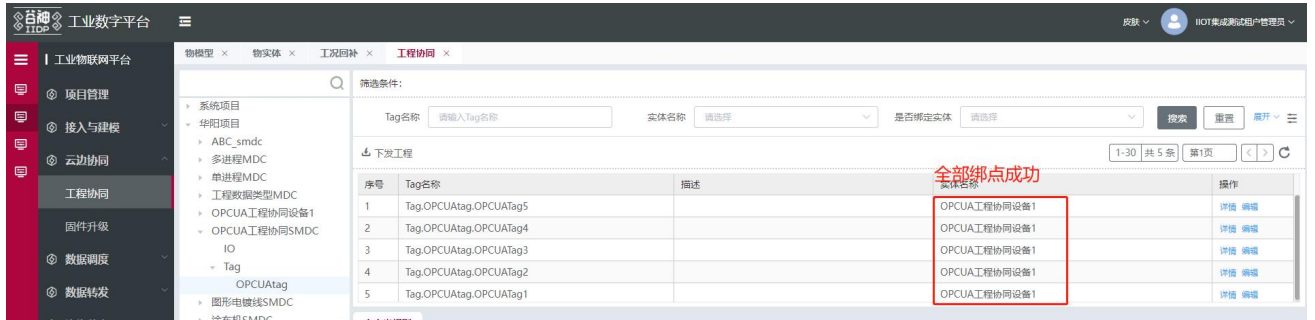 谷神
IIDP
工业数字平台
皮肤
IIOT集成测试租户管理员
工业物联网平台
物模型 × 物实体 × 工况回补 × 工程协同 ×
项目管理
接入与建模
云边协同
工程协同
固件升级
数据调度
数据转发
系统项目
华阳项目
ABC_smdc
多进程MDC
单进程MDC
工程数据类型MDC
OPCUA工程协同设备1
OPCUA工程协同SMDC
IO
Tag
OPCUAtag
图形电镀线SMDC
涂布机SMDC
筛选条件:
Tag名称 请输入Tag名称 实体名称 请选择 是否绑定实体 请选择 搜索 重置 展开
下发工程 1-30 共 5 条 第1页 < >
全部绑点成功
序号 Tag名称 描述 实体名称 操作
1 Tag.OPCUAtag.OPCUATag5 OPCUA工程协同设备1 详情 编辑
2 Tag.OPCUAtag.OPCUATag4 OPCUA工程协同设备1 详情 编辑
3 Tag.OPCUAtag.OPCUATag3 OPCUA工程协同设备1 详情 编辑
4 Tag.OPCUAtag.OPCUATag2 OPCUA工程协同设备1 详情 编辑
5 Tag.OPCUAtag.OPCUATag1 OPCUA工程协同设备1 详情 编辑